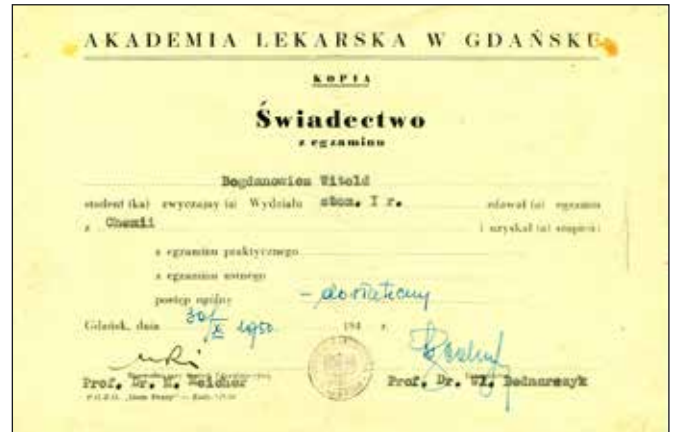 AKADEMIA LEKARSKA W GDAŃSKU
KOPIA
Świadectwo
z egzaminu
Bogdanowicz Witold
student (ka) zwyczajny (a) Wydziału stom. I r. zdawał (a) egzamin
z Chemii i uzyskał (a) stopień:
z egzaminu praktycznego
z egzaminu ustnego
postęp ogólny - dostateczny
Gdańsk, dnia 30/X 1950 194 r.
Prof. Dr. M. Reicher Prof. Dr. Wł. Bednarczyk